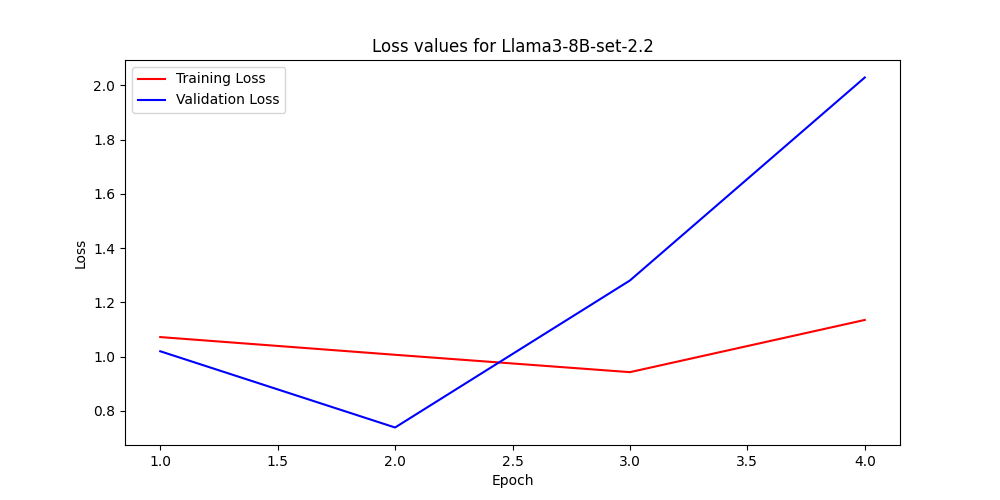 Loss values for Llama3-8B-set-2.2
Training Loss
Validation Loss
2.0
1.8
1.6
1.4
1.2
1.0
0.8
Loss
1.0 1.5 2.0 2.5 3.0 3.5 4.0
Epoch